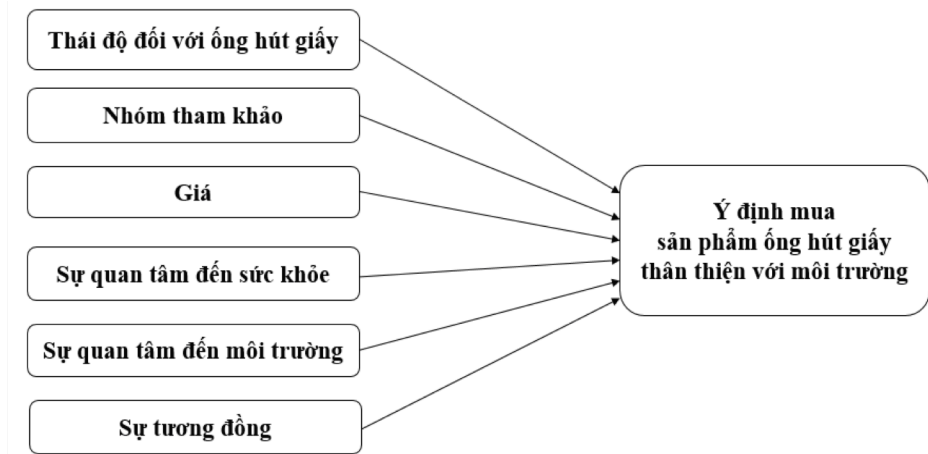 Thái độ đối với ống hút giấy
Nhóm tham khảo
Giá
Sự quan tâm đến sức khỏe
Sự quan tâm đến môi trường
Sự tương đồng
Ý định mua
sản phẩm ống hút giấy
thân thiện với môi trường